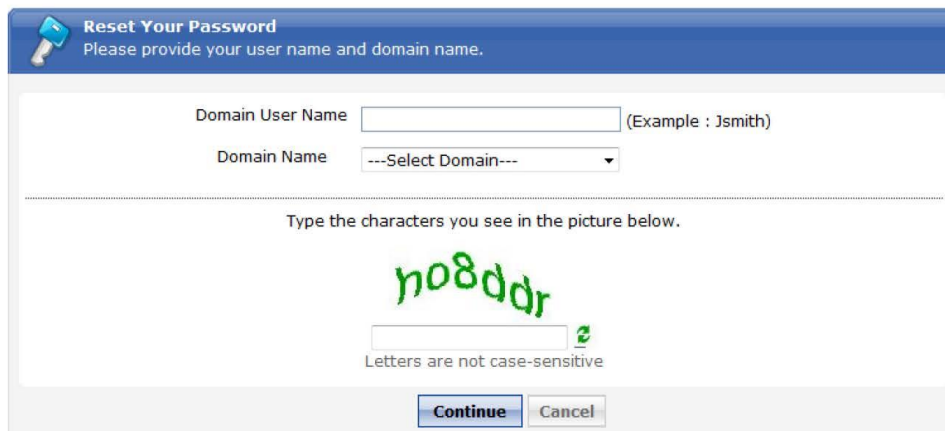 Reset Your Password
Please provide your user name and domain name.
Domain User Name (Example : Jsmith)
Domain Name ---Select Domain---
Type the characters you see in the picture below.
Letters are not case-sensitive
Continue Cancel